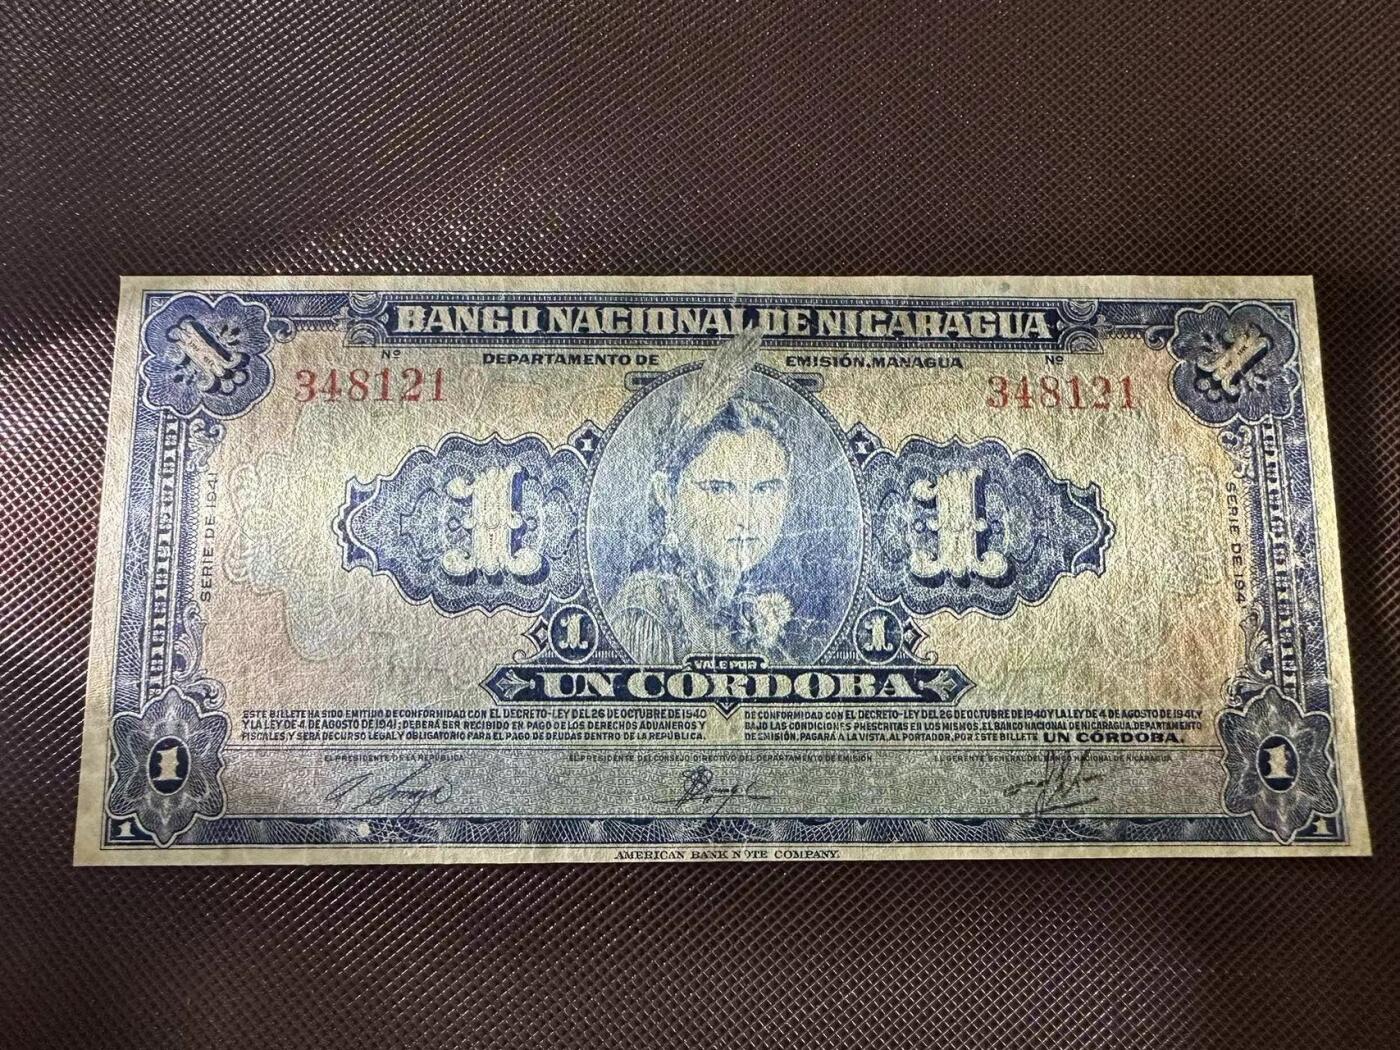 BANCO NACIONAL DE NICARAGUA
Nº DEPARTAMENTO DE EMISIÓN, MANAGUA Nº
348121 348121
1 1
SERIE DE 1941
SERIE DE 194
1 1
1 1
VALE POR
UN CÓRDOBA
ESTE BILLETE HA SIDO EMITIDO DE CONFORMIDAD CON EL DECRETO-LEY DEL 26 DE OCTUBRE DE 1940
Y LA LEY DE 4 DE AGOSTO DE 1941; DEBERÁ SER RECIBIDO EN PAGO DE LOS DERECHOS ADUANEROS Y
FISCALES, Y SERÁ DE CURSO LEGAL Y OBLIGATORIO PARA EL PAGO DE DEUDAS DENTRO DE LA REPÚBLICA.
DE CONFORMIDAD CON EL DECRETO-LEY DEL 26 DE OCTUBRE DE 1940 Y LA LEY DE 4 DE AGOSTO DE 1941, Y
BAJO LAS CONDICIONES PRESCRITAS EN LOS MISMOS, EL BANCO NACIONAL DE NICARAGUA, DEPARTAMENTO
DE EMISIÓN, PAGARÁ A LA VISTA, AL PORTADOR, POR ESTE BILLETE UN CÓRDOBA.
EL PRESIDENTE DE LA REPÚBLICA
EL PRESIDENTE DEL CONSEJO DIRECTIVO DEL DEPARTAMENTO DE EMISIÓN
EL GERENTE GENERAL DEL BANCO NACIONAL DE NICARAGUA
1 1
1 1
AMERICAN BANK NOTE COMPANY.